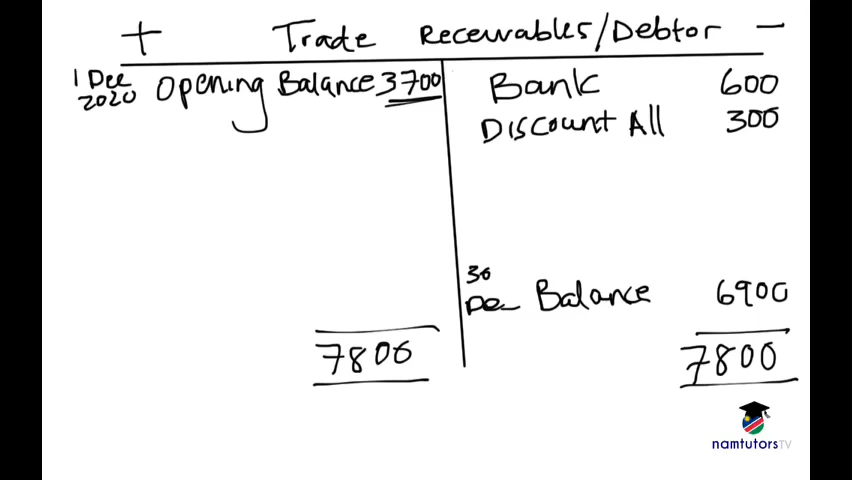 + Trade Receivables/Debtor -
1 Dec 2020 Opening Balance 3700
Bank 600
Discount All 300
30 Dec Balance 6900
7800 7800
namtutorsTV